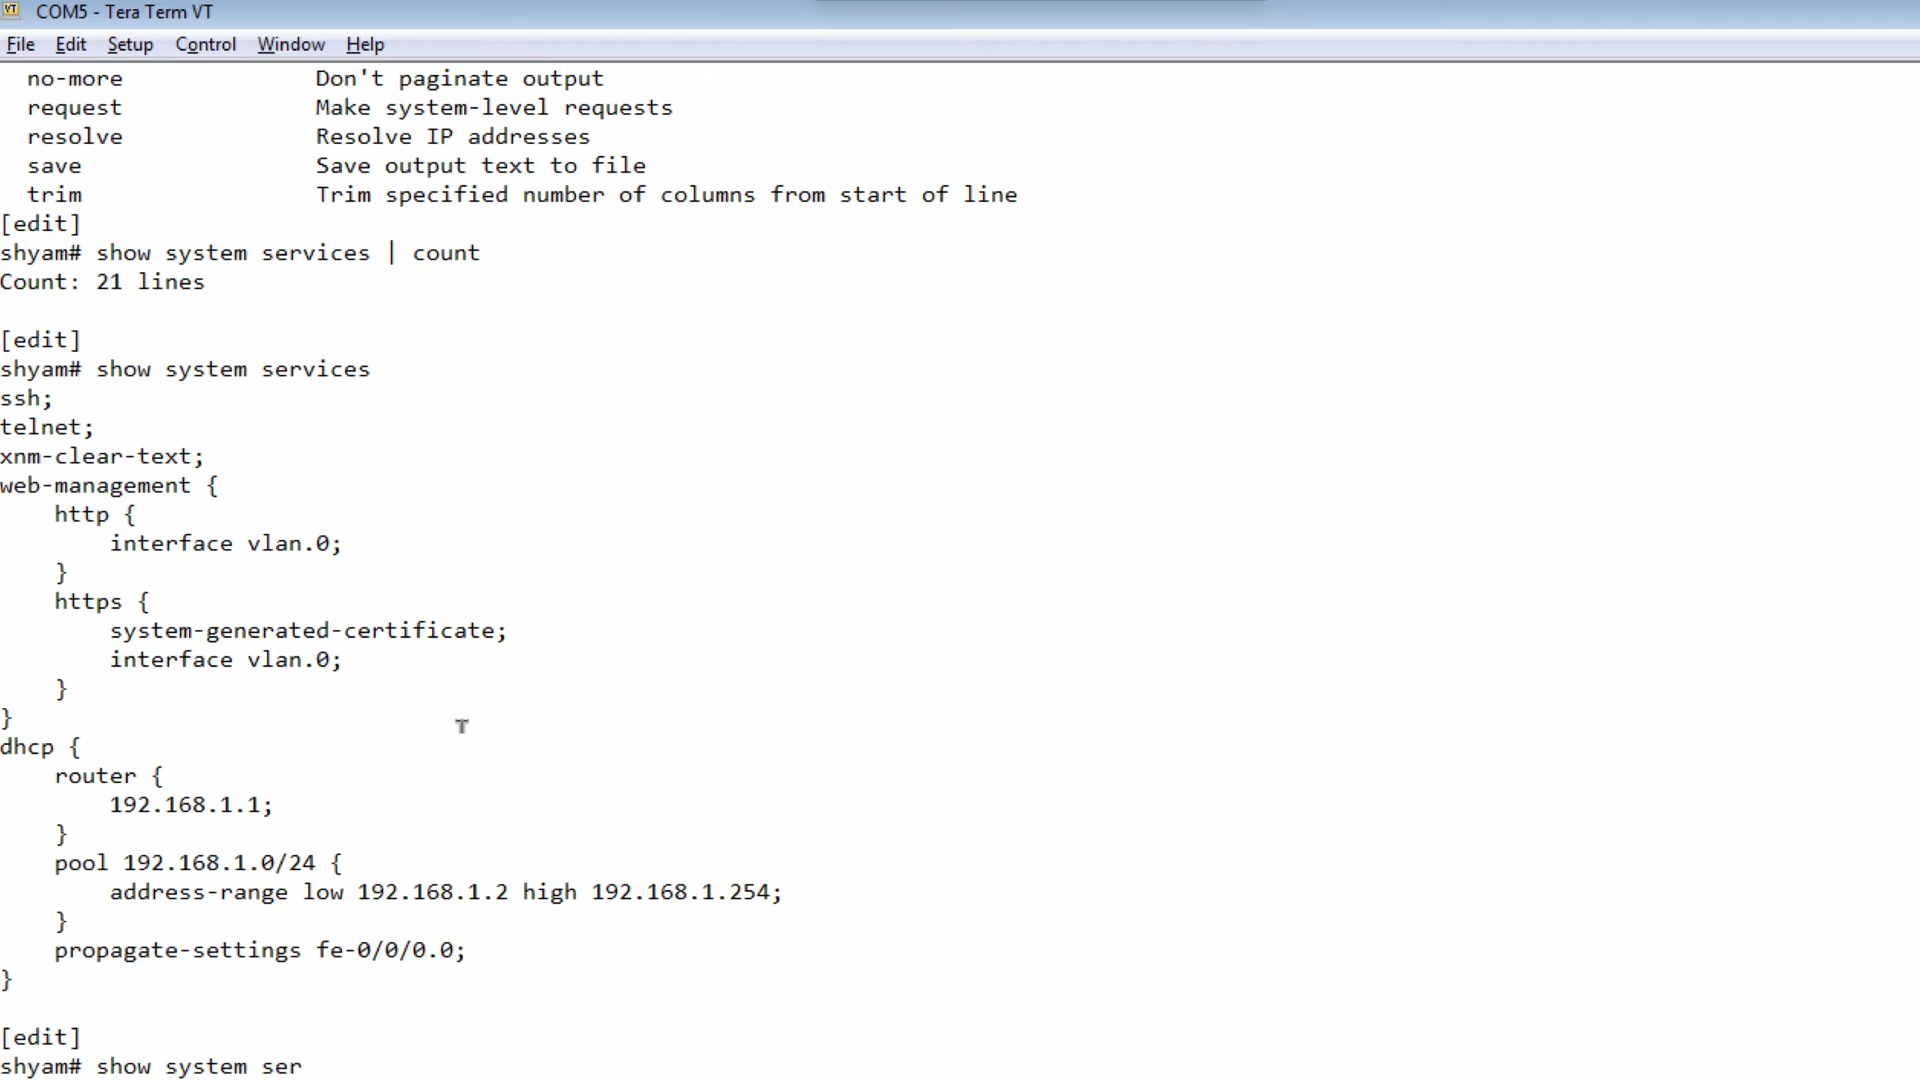 VT COM5 - Tera Term VT
File Edit Setup Control Window Help
no-more Don't paginate output
request Make system-level requests
resolve Resolve IP addresses
save Save output text to file
trim Trim specified number of columns from start of line
[edit]
shyam# show system services | count
Count: 21 lines
[edit]
shyam# show system services
ssh;
telnet;
xnm-clear-text;
web-management {
    http {
        interface vlan.0;
    }
    https {
        system-generated-certificate;
        interface vlan.0;
    }
}
dhcp {
    router {
        192.168.1.1;
    }
    pool 192.168.1.0/24 {
        address-range low 192.168.1.2 high 192.168.1.254;
    }
    propagate-settings fe-0/0/0.0;
}
[edit]
shyam# show system ser